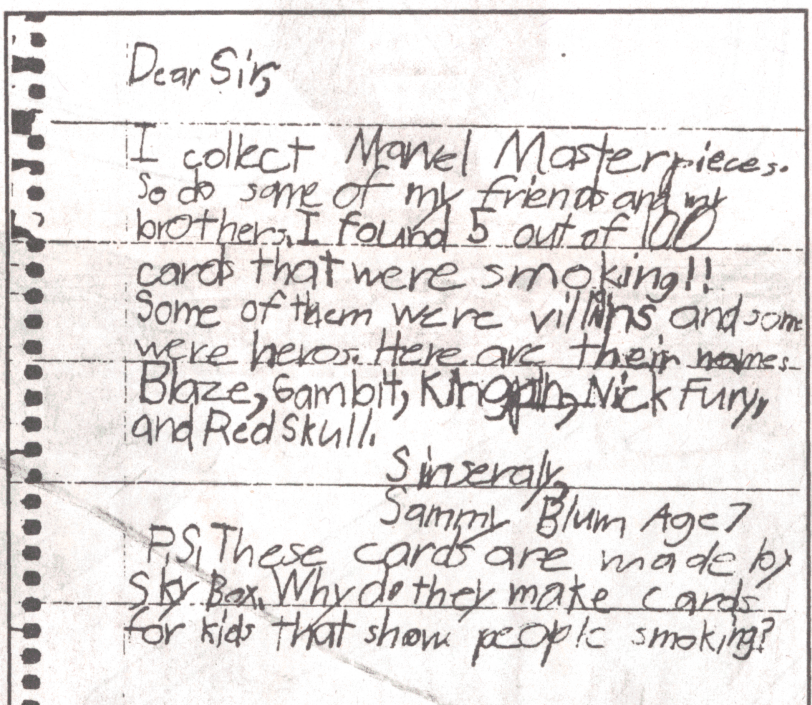 Dear Sir,
I collect Marvel Masterpieces.
So do some of my friends and my
brothers. I found 5 out of 100
cards that were smoking!!
Some of them were villins and some
were heros. Here are their names
Blaze, Gambit, Kingpin, Nick Fury,
and Red Skull.
Sinseraly,
Sammy Blum Age 7
P.S. These cards are made by
Sky Box. Why do they make cards
for kids that show people smoking?